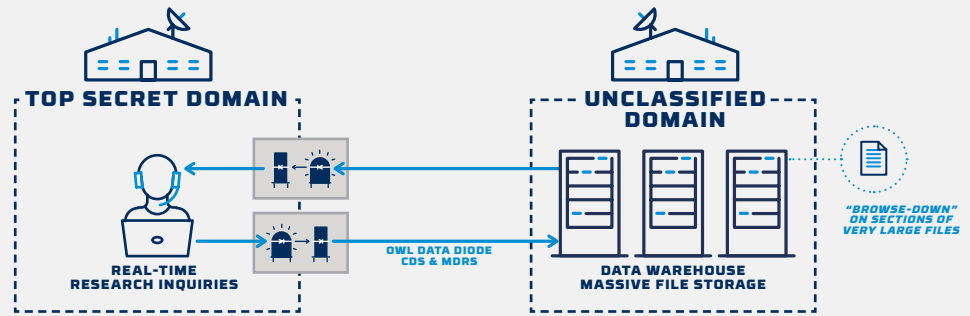 TOP SECRET DOMAIN
UNCLASSIFIED
DOMAIN
"BROWSE-DOWN"
ON SECTIONS OF
VERY LARGE FILES
OWL DATA DIODE
CDS & MDRS
REAL-TIME
RESEARCH INQUIRIES
DATA WAREHOUSE
MASSIVE FILE STORAGE